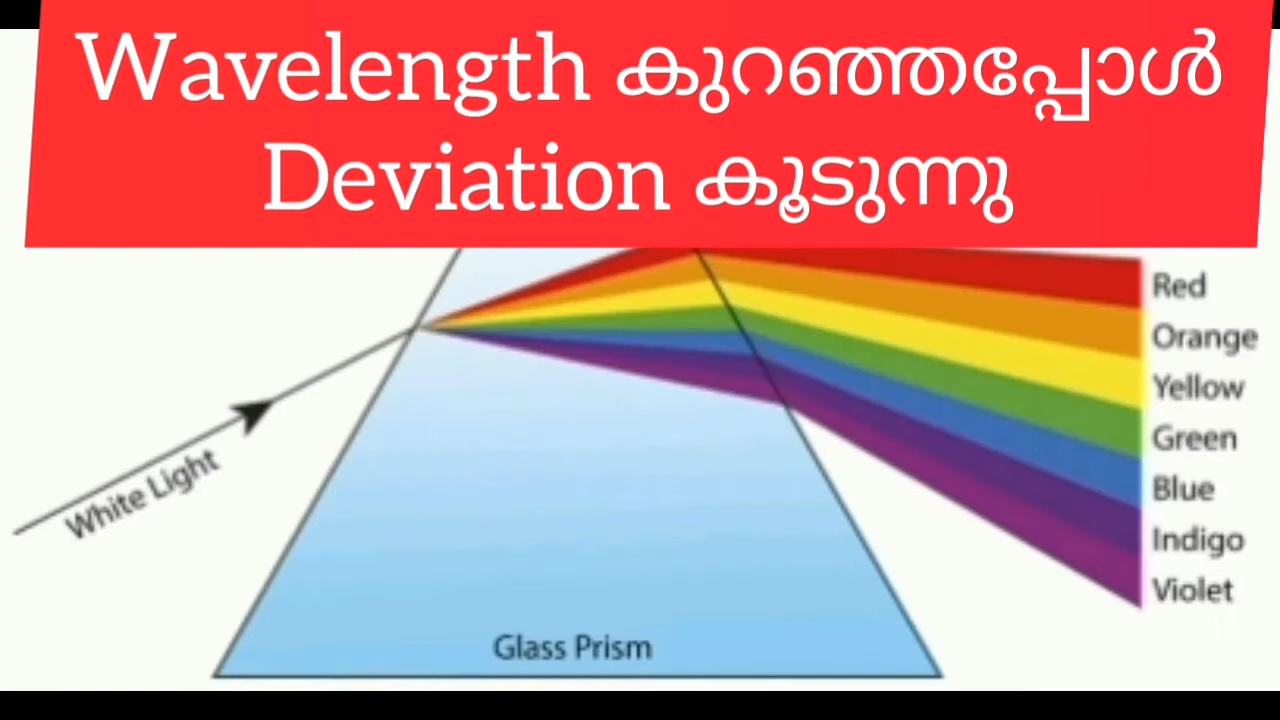 Wavelength കുറഞ്ഞപ്പോൾ
Deviation കൂടുന്നു
Red
Orange
Yellow
Green
Blue
Indigo
Violet
White Light
Glass Prism